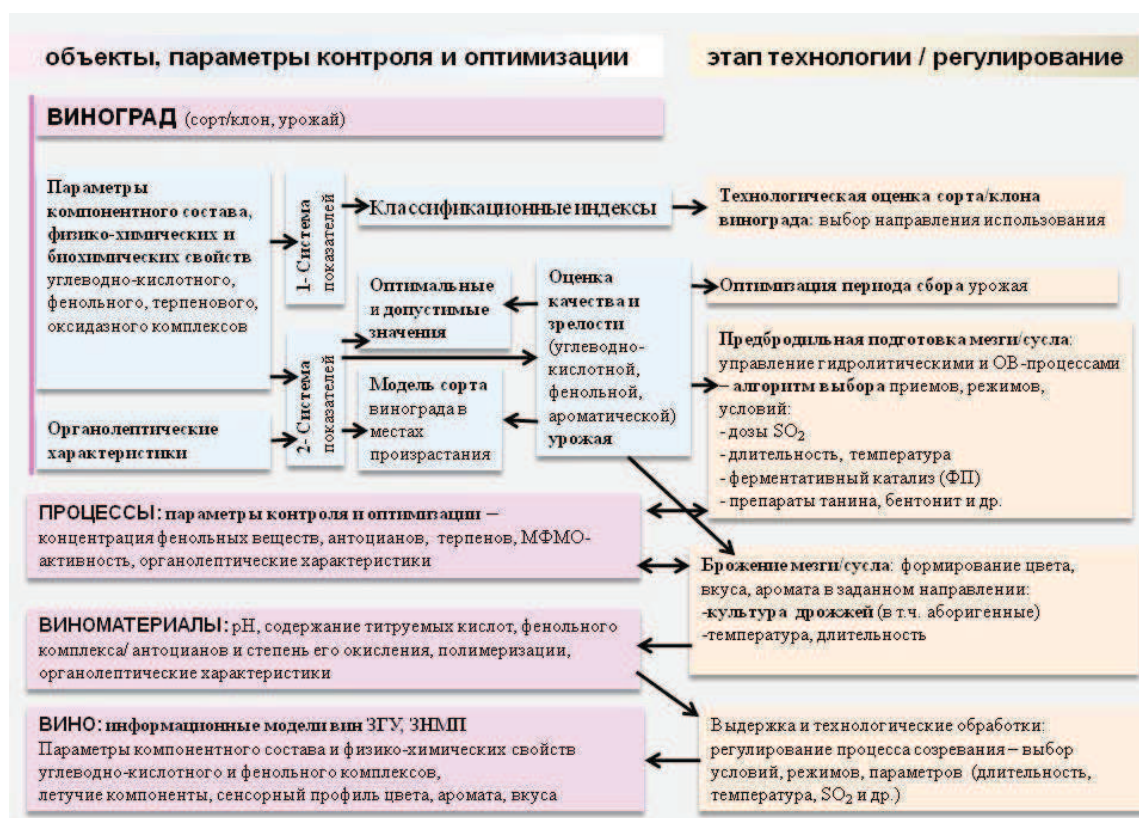 объекты, параметры контроля и оптимизации
этап технологии / регулирование
ВИНОГРАД (сорт/клон, урожай)
Параметры
компонентного состава,
физико-химических и
биохимических свойств
углеводно-кислотного,
фенольного, терпенового,
оксидазного комплексов
Органолептические
характеристики
1- Система
показателей
2- Система
показателей
Классификационные индексы
Оптимальные
и допустимые
значения
Модель сорта
винограда в
местах
произрастания
Оценка
качества и
зрелости
(углеводно-
кислотной,
фенольной,
ароматической)
урожая
Технологическая оценка сорта/клона
винограда: выбор направления использования
Оптимизация периода сбора урожая
Предбродильная подготовка мезги/сусла:
управление гидролитическими и ОВ-процессами
– алгоритм выбора приемов, режимов,
условий:
- дозы SO₂
-длительность, температура
- ферментативный катализ (ФП)
- препараты танина, бентонит и др.
ПРОЦЕССЫ: параметры контроля и оптимизации –
концентрация фенольных веществ, антоцианов, терпенов, МФМО-
активность, органолептические характеристики
Брожение мезги/сусла: формирование цвета,
вкуса, аромата в заданном направлении:
-культура дрожжей (в т.ч. аборигенные)
-температура, длительность
ВИНОМАТЕРИАЛЫ: pH, содержание титруемых кислот, фенольного
комплекса/ антоцианов и степень его окисления, полимеризации,
органолептические характеристики
ВИНО: информационные модели вин ЗГУ, ЗНМП
Параметры компонентного состава и физико-химических свойств
углеводно-кислотного и фенольного комплексов,
летучие компоненты, сенсорный профиль цвета, аромата, вкуса
Выдержка и технологические обработки:
регулирование процесса созревания – выбор
условий, режимов, параметров (длительность,
температура, SO₂ и др.)